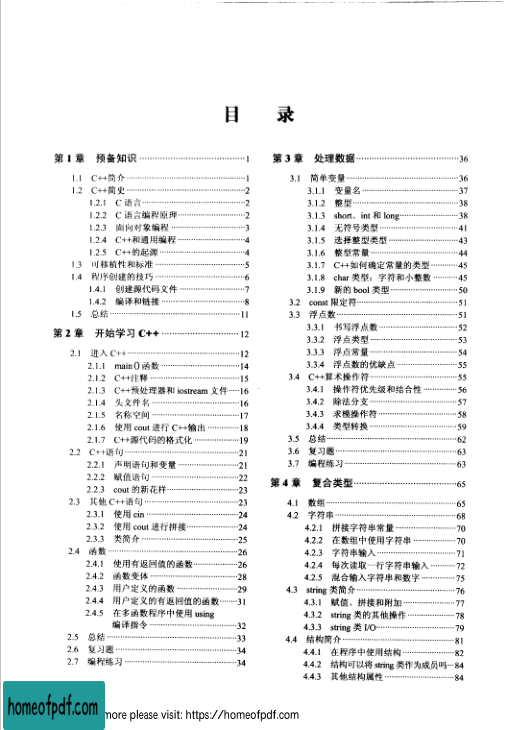 目 录
第 1 章 预备知识 1
1.1 C++简介 1
1.2 C++简史 2
1.2.1 C 语言 2
1.2.2 C 语言编程原理 2
1.2.3 面向对象编程 3
1.2.4 C++和通用编程 4
1.2.5 C++的起源 4
1.3 可移植性和标准 5
1.4 程序创建的技巧 6
1.4.1 创建源代码文件 7
1.4.2 编译和链接 8
1.5 总结 11
第 2 章 开始学习 C++ 12
2.1 进入 C++ 12
2.1.1 main()函数 14
2.1.2 C++注释 15
2.1.3 C++预处理器和 iostream 文件 16
2.1.4 头文件名 16
2.1.5 名称空间 17
2.1.6 使用 cout 进行 C++输出 18
2.1.7 C++源代码的格式化 19
2.2 C++语句 21
2.2.1 声明语句和变量 21
2.2.2 赋值语句 22
2.2.3 cout 的新花样 23
2.3 其他 C++语句 23
2.3.1 使用 cin 24
2.3.2 使用 cout 进行拼接 24
2.3.3 类简介 25
2.4 函数 26
2.4.1 使用有返回值的函数 26
2.4.2 函数变体 28
2.4.3 用户定义的函数 29
2.4.4 用户定义的有返回值的函数 31
2.4.5 在多函数程序中使用 using
编译指令 32
2.5 总结 33
2.6 复习题 34
2.7 编程练习 34
第 3 章 处理数据 36
3.1 简单变量 36
3.1.1 变量名 37
3.1.2 整型 38
3.1.3 short、int 和 long 38
3.1.4 无符号类型 41
3.1.5 选择整型类型 43
3.1.6 整型常量 44
3.1.7 C++如何确定常量的类型 45
3.1.8 char 类型：字符和小整数 45
3.1.9 新的 bool 类型 50
3.2 const 限定符 51
3.3 浮点数 51
3.3.1 书写浮点数 52
3.3.2 浮点类型 53
3.3.3 浮点常量 54
3.3.4 浮点数的优缺点 55
3.4 C++算术操作符 55
3.4.1 操作符优先级和结合性 56
3.4.2 除法分支 57
3.4.3 求模操作符 58
3.4.4 类型转换 59
3.5 总结 62
3.6 复习题 63
3.7 编程练习 63
第 4 章 复合类型 65
4.1 数组 65
4.2 字符串 68
4.2.1 拼接字符串常量 70
4.2.2 在数组中使用字符串 70
4.2.3 字符串输入 71
4.2.4 每次读取一行字符串输入 72
4.2.5 混合输入字符串和数字 75
4.3 string 类简介 76
4.3.1 赋值、拼接和附加 77
4.3.2 string 类的其他操作 78
4.3.3 string 类 I/O 79
4.4 结构简介 81
4.4.1 在程序中使用结构 82
4.4.2 结构可以将 string 类作为成员吗 84
4.4.3 其他结构属性 84
homeofpdf.com
more please visit: https://homeofpdf.com